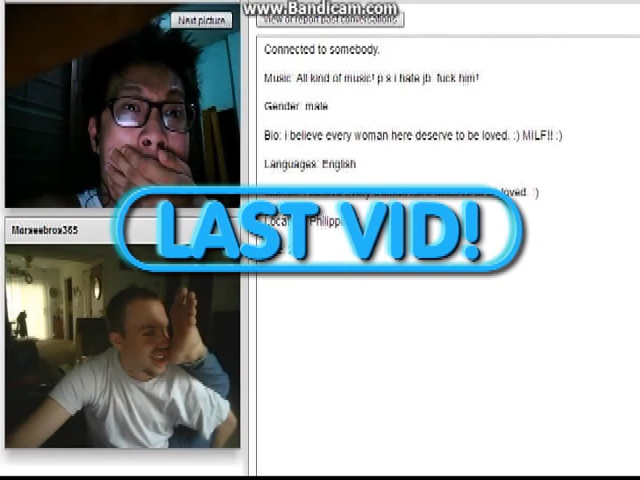 www.Bandicam.com
Next picture
View or report past conversations
Connected to somebody.
Music: All kind of music! p.s i hate jb. fuck him!
Gender: male
Bio: i believe every woman here deserve to be loved. :) MILF!! :)
Languages: English
loved. :)
Marseebros365
LAST VID!